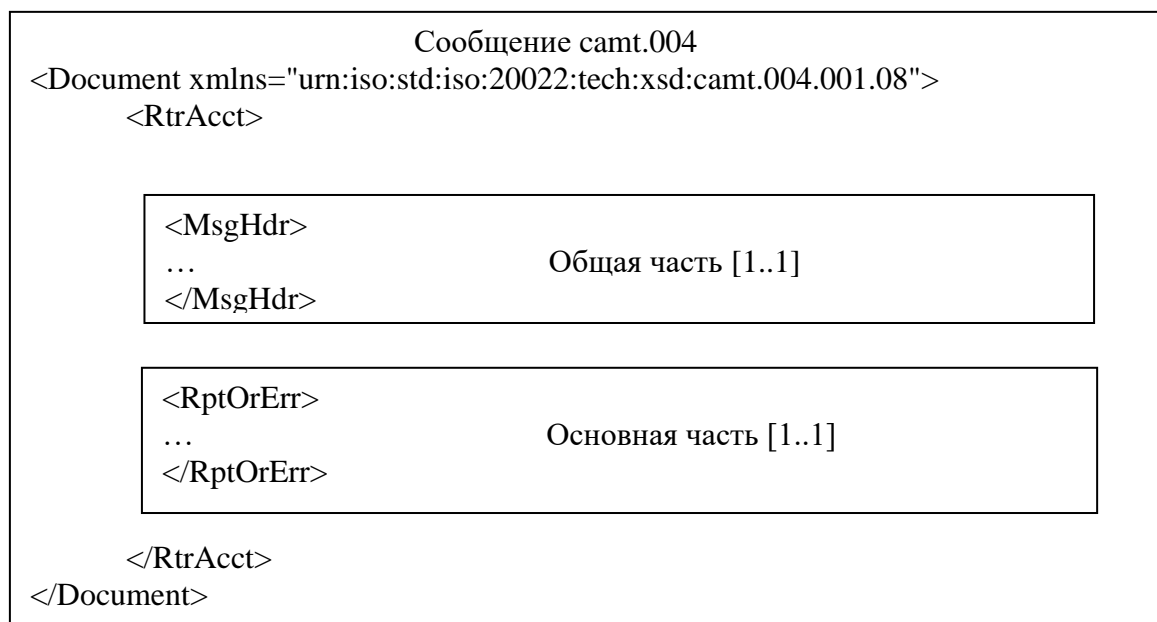 Сообщение camt.004
<Document xmlns="urn:iso:std:iso:20022:tech:xsd:camt.004.001.08">
<RtrAcct>
<MsgHdr>
… Общая часть [1..1]
</MsgHdr>
<RptOrErr>
… Основная часть [1..1]
</RptOrErr>
</RtrAcct>
</Document>